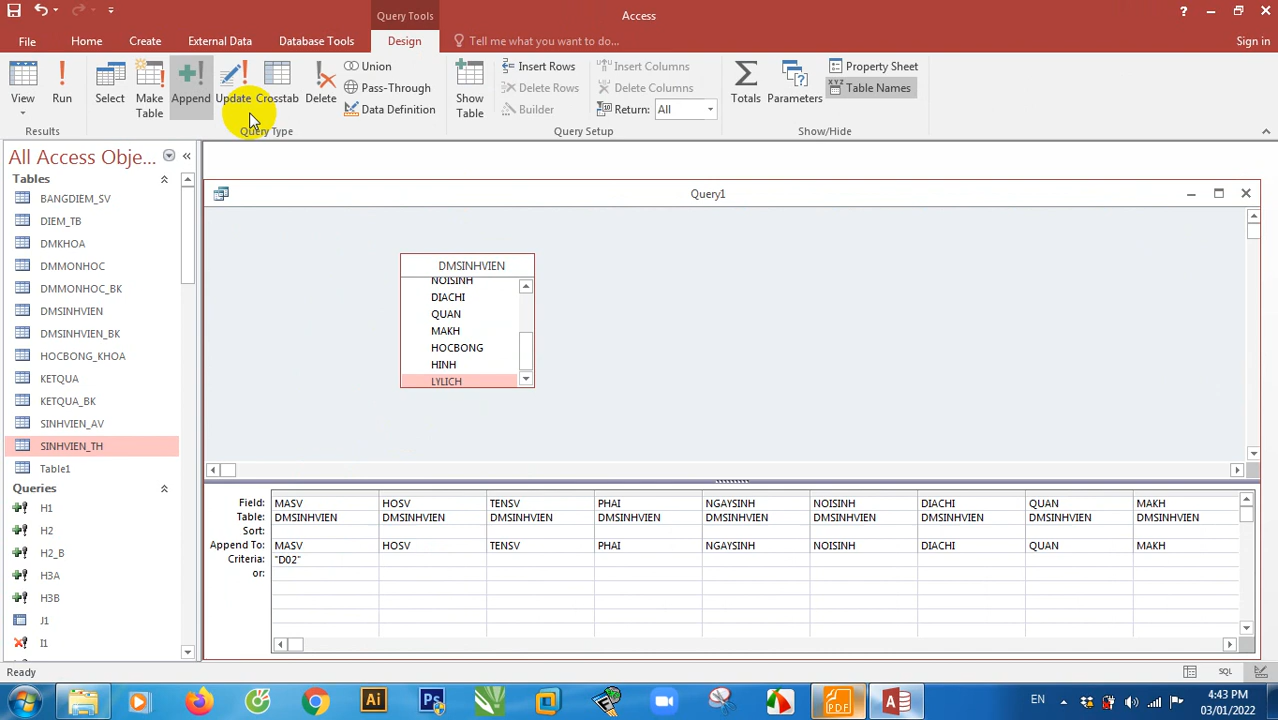 Query Tools
Access
File Home Create External Data Database Tools Design Tell me what you want to do... Sign in
View Run Select Make Table Append Update Crosstab Delete
Union
Pass-Through
Data Definition
Show Table
Insert Rows
Delete Rows
Builder
Insert Columns
Delete Columns
Return: All
Totals Parameters
Property Sheet
XYZ Table Names
Results Query Type Query Setup Show/Hide
All Access Obje...
Tables
BANGDIEM_SV
DIEM_TB
DMKHOA
DMMONHOC
DMMONHOC_BK
DMSINHVIEN
DMSINHVIEN_BK
HOCBONG_KHOA
KETQUA
KETQUA_BK
SINHVIEN_AV
SINHVIEN_TH
Table1
Queries
H1
H2
H2_B
H3A
H3B
J1
I1
Query1
DMSINHVIEN
NOISINH
DIACHI
QUAN
MAKH
HOCBONG
HINH
LYLICH
Field: MASV HOSV TENSV PHAI NGAYSINH NOISINH DIACHI QUAN MAKH
Table: DMSINHVIEN DMSINHVIEN DMSINHVIEN DMSINHVIEN DMSINHVIEN DMSINHVIEN DMSINHVIEN DMSINHVIEN DMSINHVIEN
Sort:
Append To: MASV HOSV TENSV PHAI NGAYSINH NOISINH DIACHI QUAN MAKH
Criteria: "D02"
or:
Ready SQL
Ai Ps PDF A EN 4:43 PM
03/01/2022